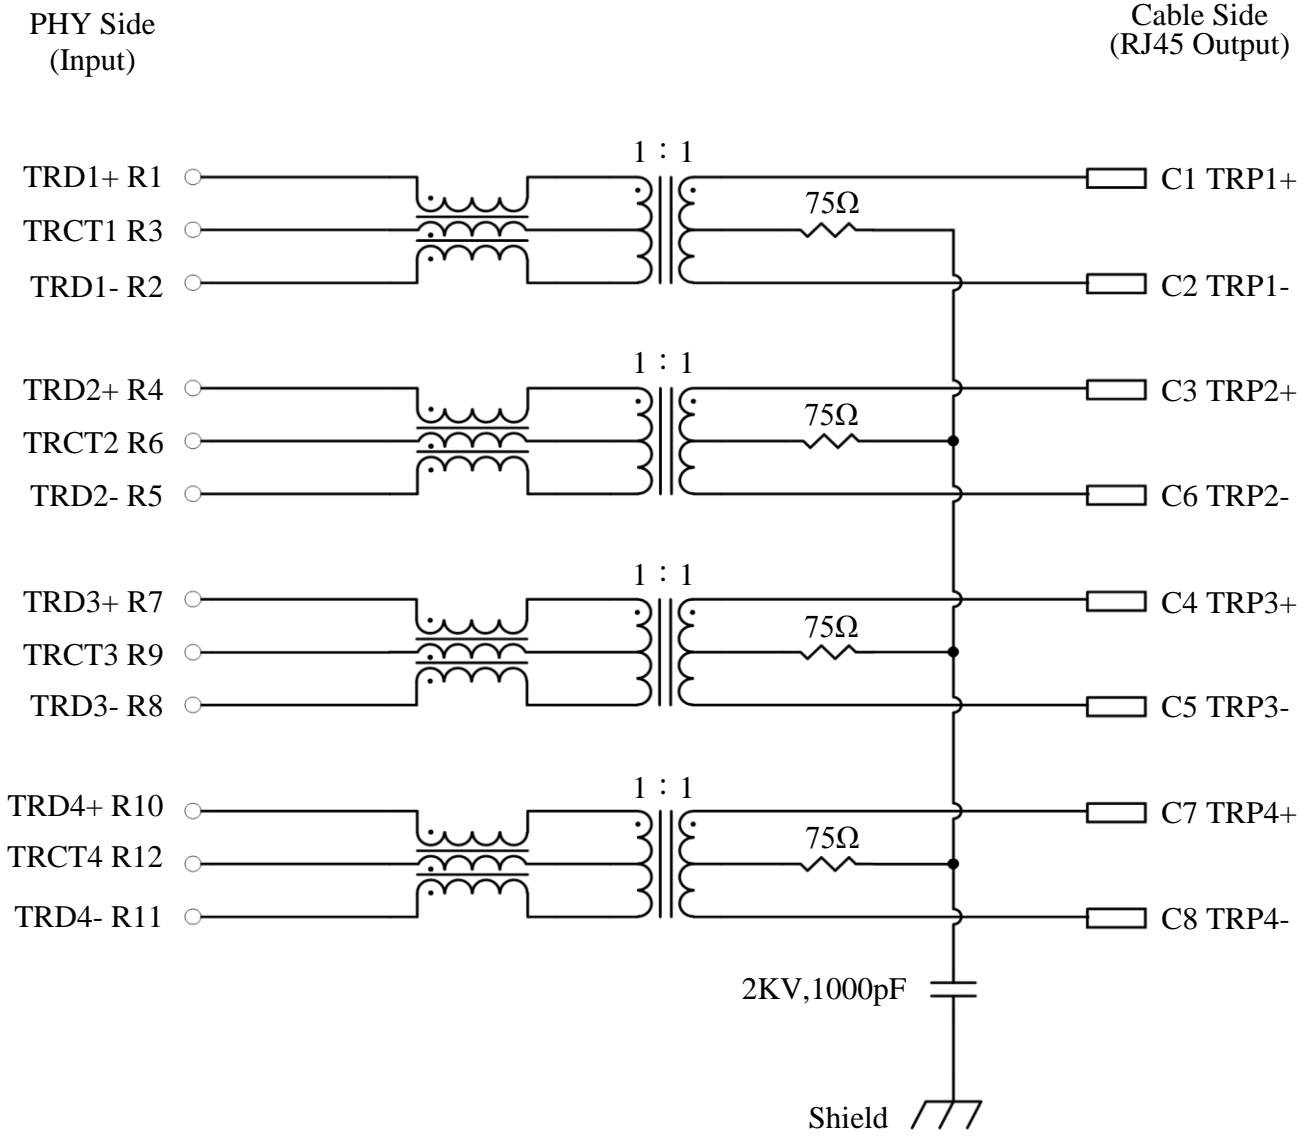 PHY Side
(Input)
Cable Side
(RJ45 Output)
1 : 1
TRD1+ R1
75Ω
C1 TRP1+
TRCT1 R3
TRD1- R2
C2 TRP1-
1 : 1
TRD2+ R4
75Ω
C3 TRP2+
TRCT2 R6
TRD2- R5
C6 TRP2-
1 : 1
TRD3+ R7
75Ω
C4 TRP3+
TRCT3 R9
TRD3- R8
C5 TRP3-
1 : 1
TRD4+ R10
75Ω
C7 TRP4+
TRCT4 R12
TRD4- R11
C8 TRP4-
2KV,1000pF
Shield